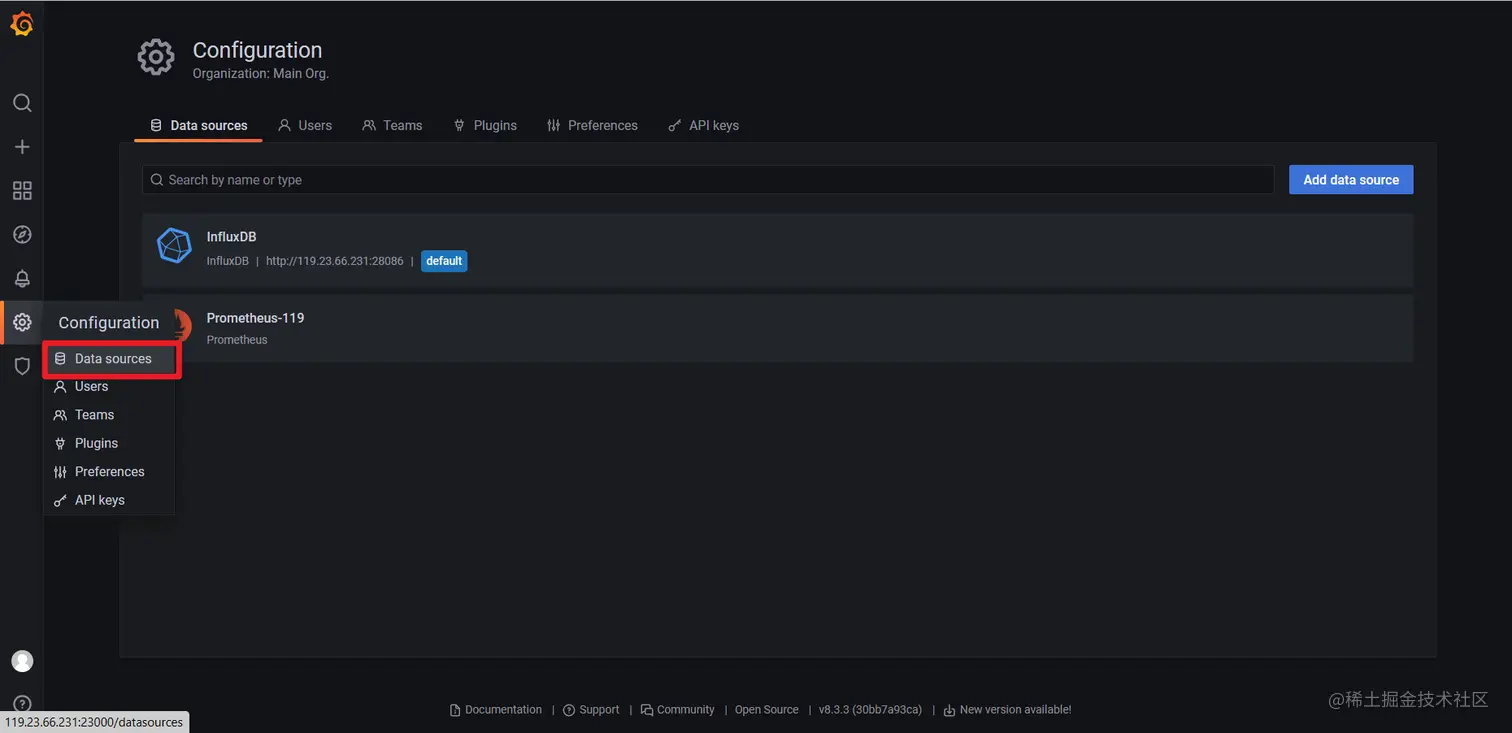 Configuration
Organization: Main Org.
Data sources Users Teams Plugins Preferences API keys
Search by name or type
Add data source
InfluxDB
InfluxDB | http://119.23.66.231:28086 | default
Prometheus-119
Prometheus
Configuration
Data sources
Users
Teams
Plugins
Preferences
API keys
Documentation | Support | Community | Open Source | v8.3.3 (30bb7a93ca) | New version available!
@稀土掘金技术社区
119.23.66.231:23000/datasources